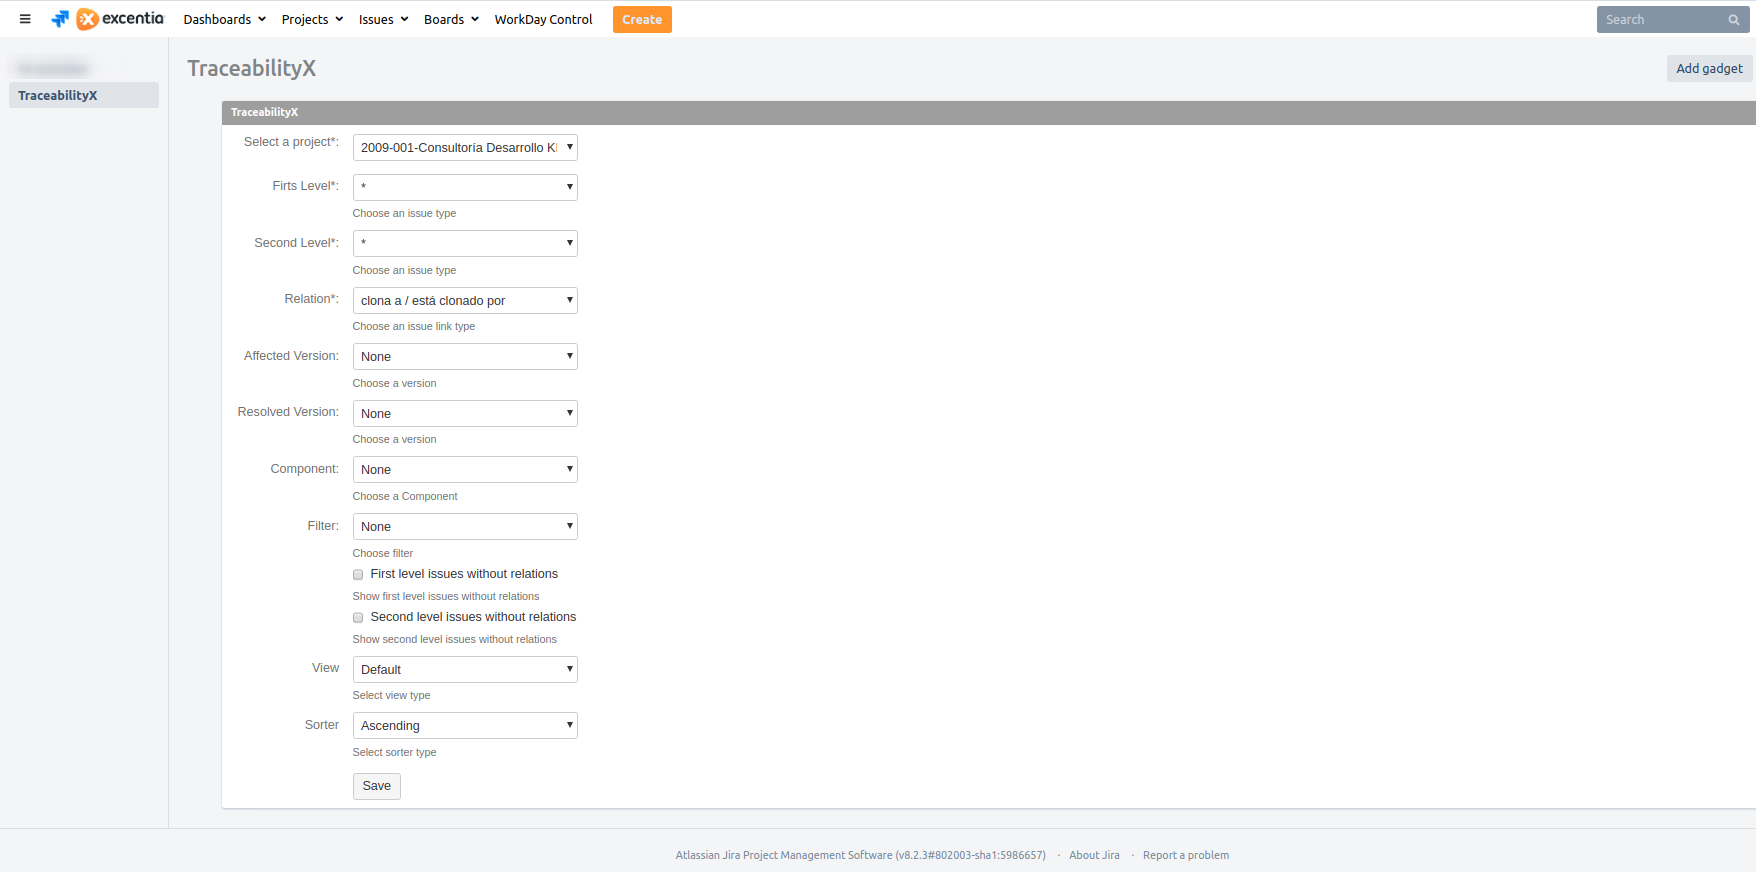 excentia Dashboards Projects Issues Boards WorkDay Control Create Search
TraceabilityX
TraceabilityX
Add gadget
TraceabilityX
Select a project*: 2009-001-Consultoría Desarrollo
Firts Level*: *
Choose an issue type
Second Level*: *
Choose an issue type
Relation*: clona a / está clonado por
Choose an issue link type
Affected Version: None
Choose a version
Resolved Version: None
Choose a version
Component: None
Choose a Component
Filter: None
Choose filter
First level issues without relations
Show first level issues without relations
Second level issues without relations
Show second level issues without relations
View Default
Select view type
Sorter Ascending
Select sorter type
Save
Atlassian Jira Project Management Software (v8.2.3#802003-sha1:5986657) · About Jira · Report a problem